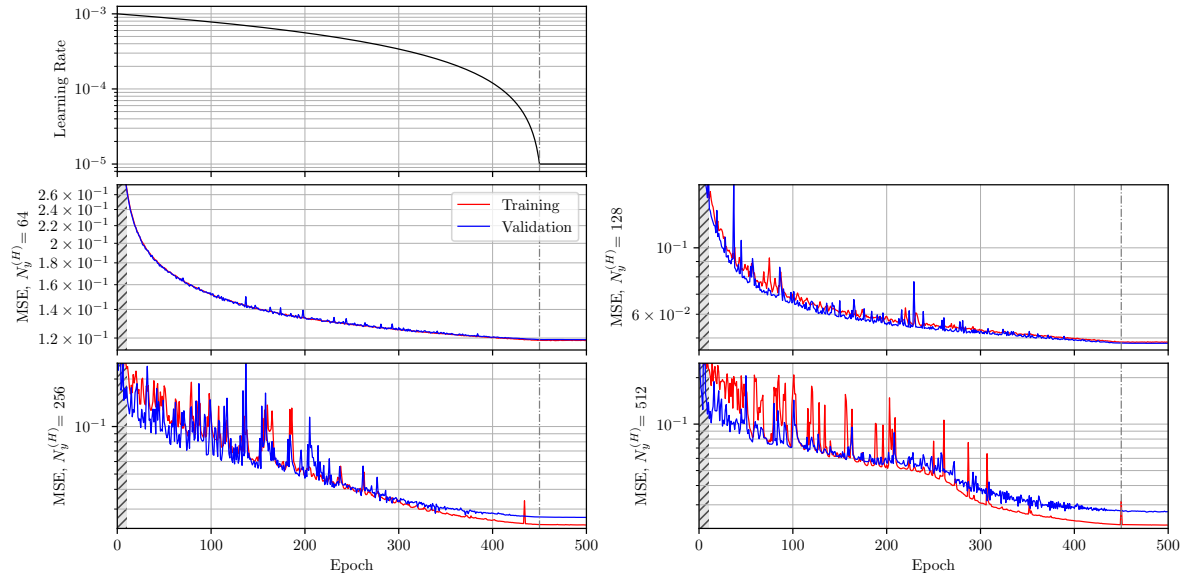 10⁻³
10⁻⁴
10⁻⁵
Learning Rate
2.6 × 10⁻¹
2.4 × 10⁻¹
2.2 × 10⁻¹
2 × 10⁻¹
1.8 × 10⁻¹
1.6 × 10⁻¹
1.4 × 10⁻¹
1.2 × 10⁻¹
MSE, N_y^(H) = 64
Training
Validation
10⁻¹
6 × 10⁻²
MSE, N_y^(H) = 128
10⁻¹
MSE, N_y^(H) = 256
0 100 200 300 400 500
Epoch
10⁻¹
MSE, N_y^(H) = 512
0 100 200 300 400 500
Epoch